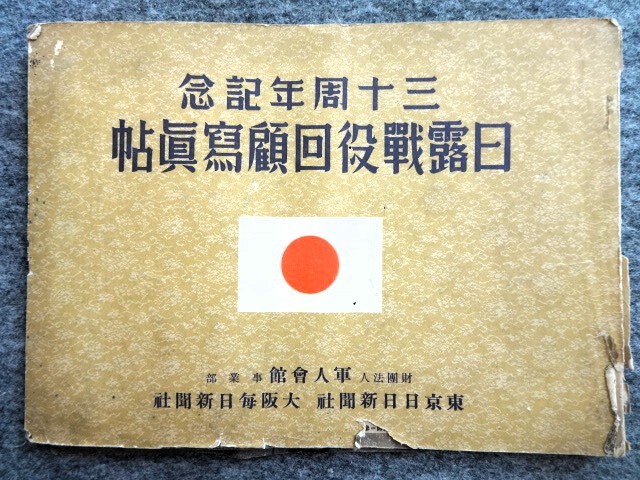 三十周年記念
日露戰役回顧寫眞帖
財團法人 軍人會館 事業部
東京日日新聞社 大阪每日新聞社